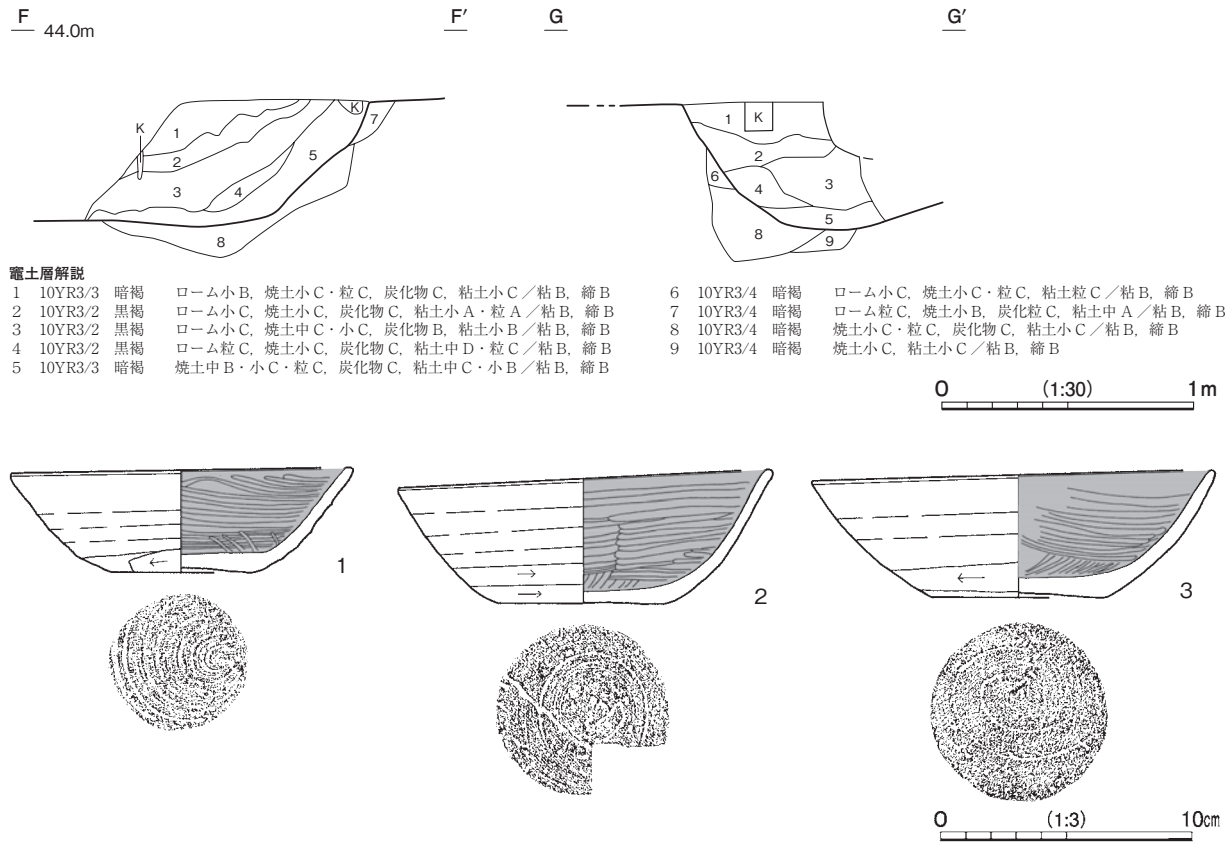 F F′ G G′
44.0m
K
1
2
3
4
5
K
7
8
1
K
2
6
4
3
5
8
9
竈土層解説
1 10YR3/3 暗褐 ローム小B，焼土小C・粒C，炭化物C，粘土小C／粘B，締B
2 10YR3/2 黒褐 ローム小C，焼土小C，炭化物C，粘土小A・粒A／粘B，締B
3 10YR3/2 黒褐 ローム小C，焼土中C・小C，炭化物B，粘土小B／粘B，締B
4 10YR3/2 黒褐 ローム粒C，焼土小C，炭化物C，粘土中D・粒C／粘B，締B
5 10YR3/3 暗褐 焼土中B・小C・粒C，炭化物C，粘土中C・小B／粘B，締B
6 10YR3/4 暗褐 ローム小C，焼土小C・粒C，粘土粒C／粘B，締B
7 10YR3/4 暗褐 ローム粒C，焼土小B，炭化粒C，粘土中A／粘B，締B
8 10YR3/4 暗褐 焼土小C・粒C，炭化物C，粘土小C／粘B，締B
9 10YR3/4 暗褐 焼土小C，粘土小C／粘B，締B
0 (1:30) 1m
1
2
3
0 (1:3) 10cm